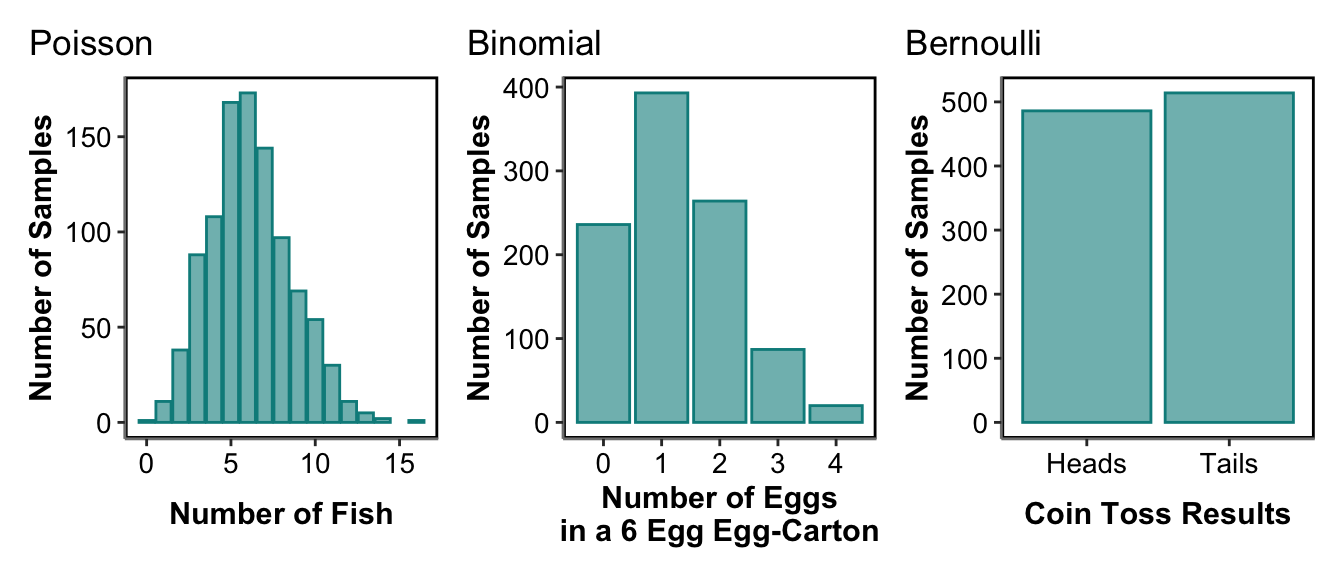 Poisson
Number of Samples
150
100
50
0
0 5 10 15
Number of Fish
Binomial
Number of Samples
400
300
200
100
0
0 1 2 3 4
Number of Eggs
in a 6 Egg Egg-Carton
Bernoulli
Number of Samples
500
400
300
200
100
0
Heads Tails
Coin Toss Results